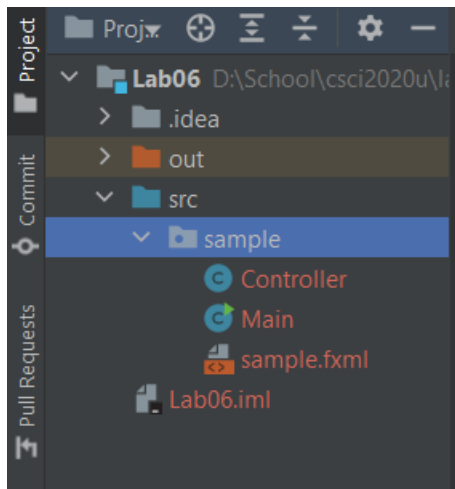 Project
Commit
Pull Requests
Proj
Lab06 D:\School\csci2020u\la
.idea
out
src
sample
Controller
Main
sample.fxml
Lab06.iml